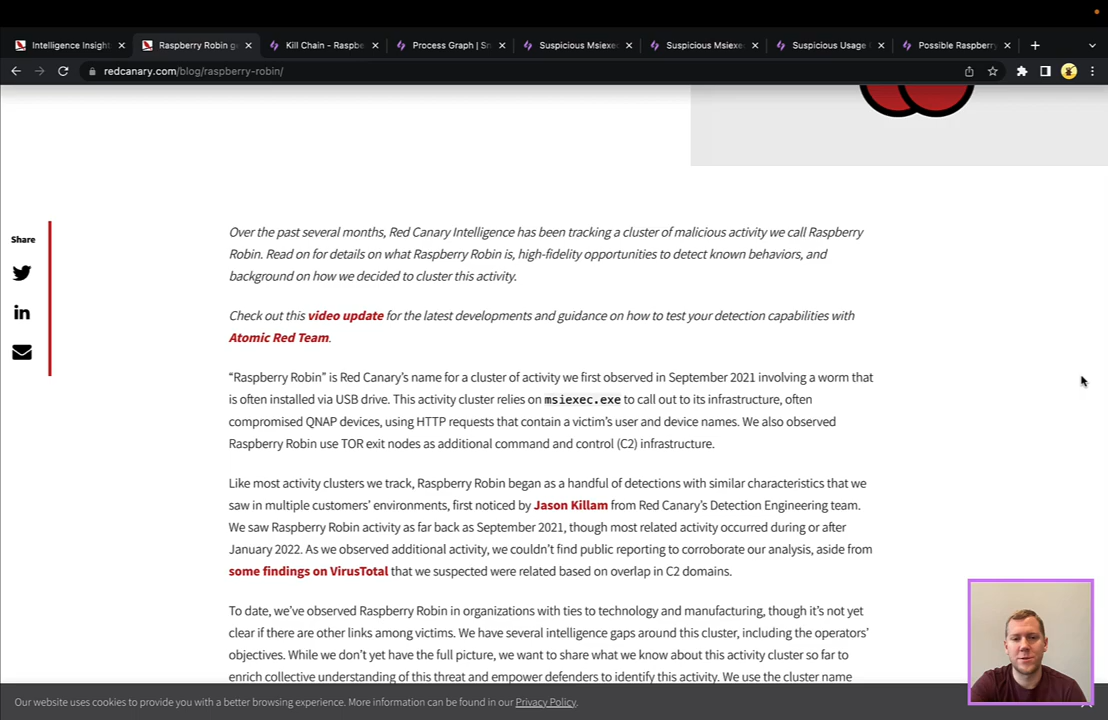 Intelligence Insight
Raspberry Robin g
Kill Chain - Raspbe
Process Graph | Sn
Suspicious Msiexe
Suspicious Msiexe
Suspicious Usage
Possible Raspberry
redcanary.com/blog/raspberry-robin/
Share
Over the past several months, Red Canary Intelligence has been tracking a cluster of malicious activity we call Raspberry
Robin. Read on for details on what Raspberry Robin is, high-fidelity opportunities to detect known behaviors, and
background on how we decided to cluster this activity.
Check out this video update for the latest developments and guidance on how to test your detection capabilities with
Atomic Red Team.
“Raspberry Robin” is Red Canary’s name for a cluster of activity we first observed in September 2021 involving a worm that
is often installed via USB drive. This activity cluster relies on msiexec.exe to call out to its infrastructure, often
compromised QNAP devices, using HTTP requests that contain a victim’s user and device names. We also observed
Raspberry Robin use TOR exit nodes as additional command and control (C2) infrastructure.
Like most activity clusters we track, Raspberry Robin began as a handful of detections with similar characteristics that we
saw in multiple customers’ environments, first noticed by Jason Killam from Red Canary’s Detection Engineering team.
We saw Raspberry Robin activity as far back as September 2021, though most related activity occurred during or after
January 2022. As we observed additional activity, we couldn’t find public reporting to corroborate our analysis, aside from
some findings on VirusTotal that we suspected were related based on overlap in C2 domains.
To date, we’ve observed Raspberry Robin in organizations with ties to technology and manufacturing, though it’s not yet
clear if there are other links among victims. We have several intelligence gaps around this cluster, including the operators’
objectives. While we don’t yet have the full picture, we want to share what we know about this activity cluster so far to
enrich collective understanding of this threat and empower defenders to identify this activity. We use the cluster name
Our website uses cookies to provide you with a better browsing experience. More information can be found in our Privacy Policy.